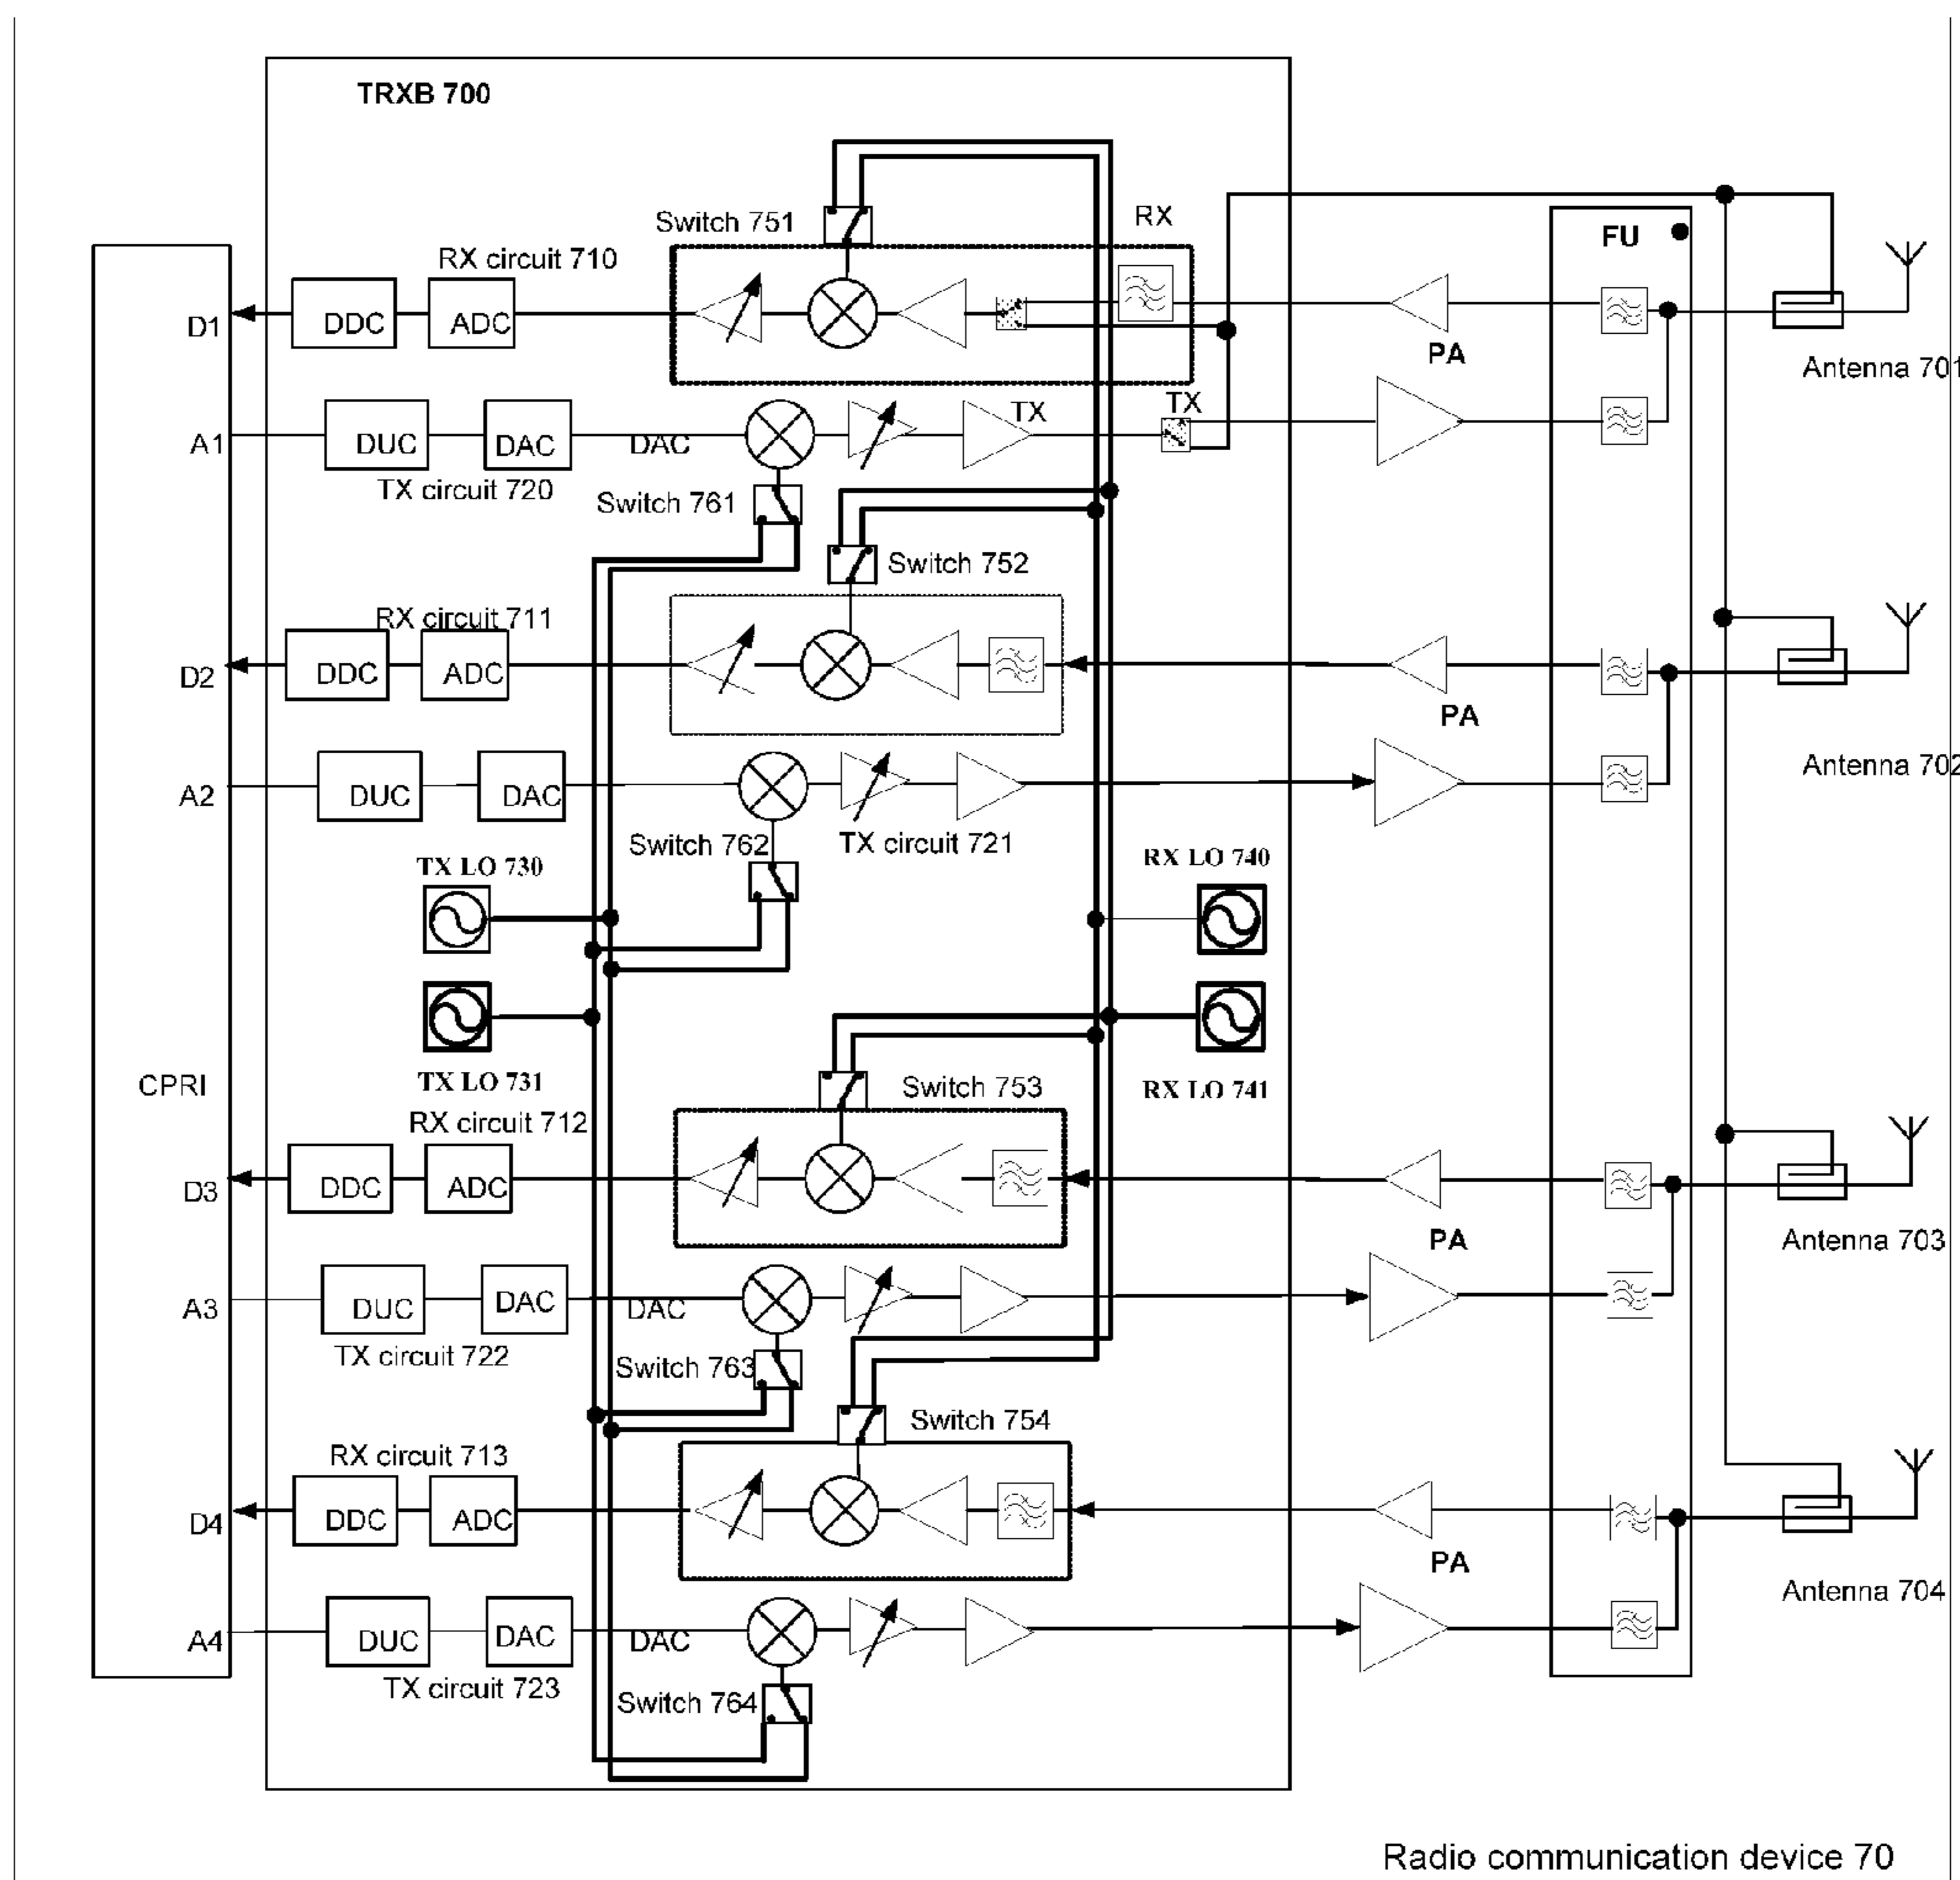 TRXB 700
Switch 751
RX
FU
RX circuit 710
D1
DDC
ADC
PA
Antenna 701
A1
DUC
DAC
DAC
TX
TX
TX circuit 720
Switch 761
Switch 752
RX circuit 711
D2
DDC
ADC
PA
Antenna 702
A2
DUC
DAC
Switch 762
TX circuit 721
TX LO 730
RX LO 740
TX LO 731
CPRI
Switch 753
RX LO 741
RX circuit 712
D3
DDC
ADC
PA
Antenna 703
A3
DUC
DAC
DAC
TX circuit 722
Switch 763
Switch 754
RX circuit 713
D4
DDC
ADC
PA
Antenna 704
A4
DUC
DAC
DAC
TX circuit 723
Switch 764
Radio communication device 70